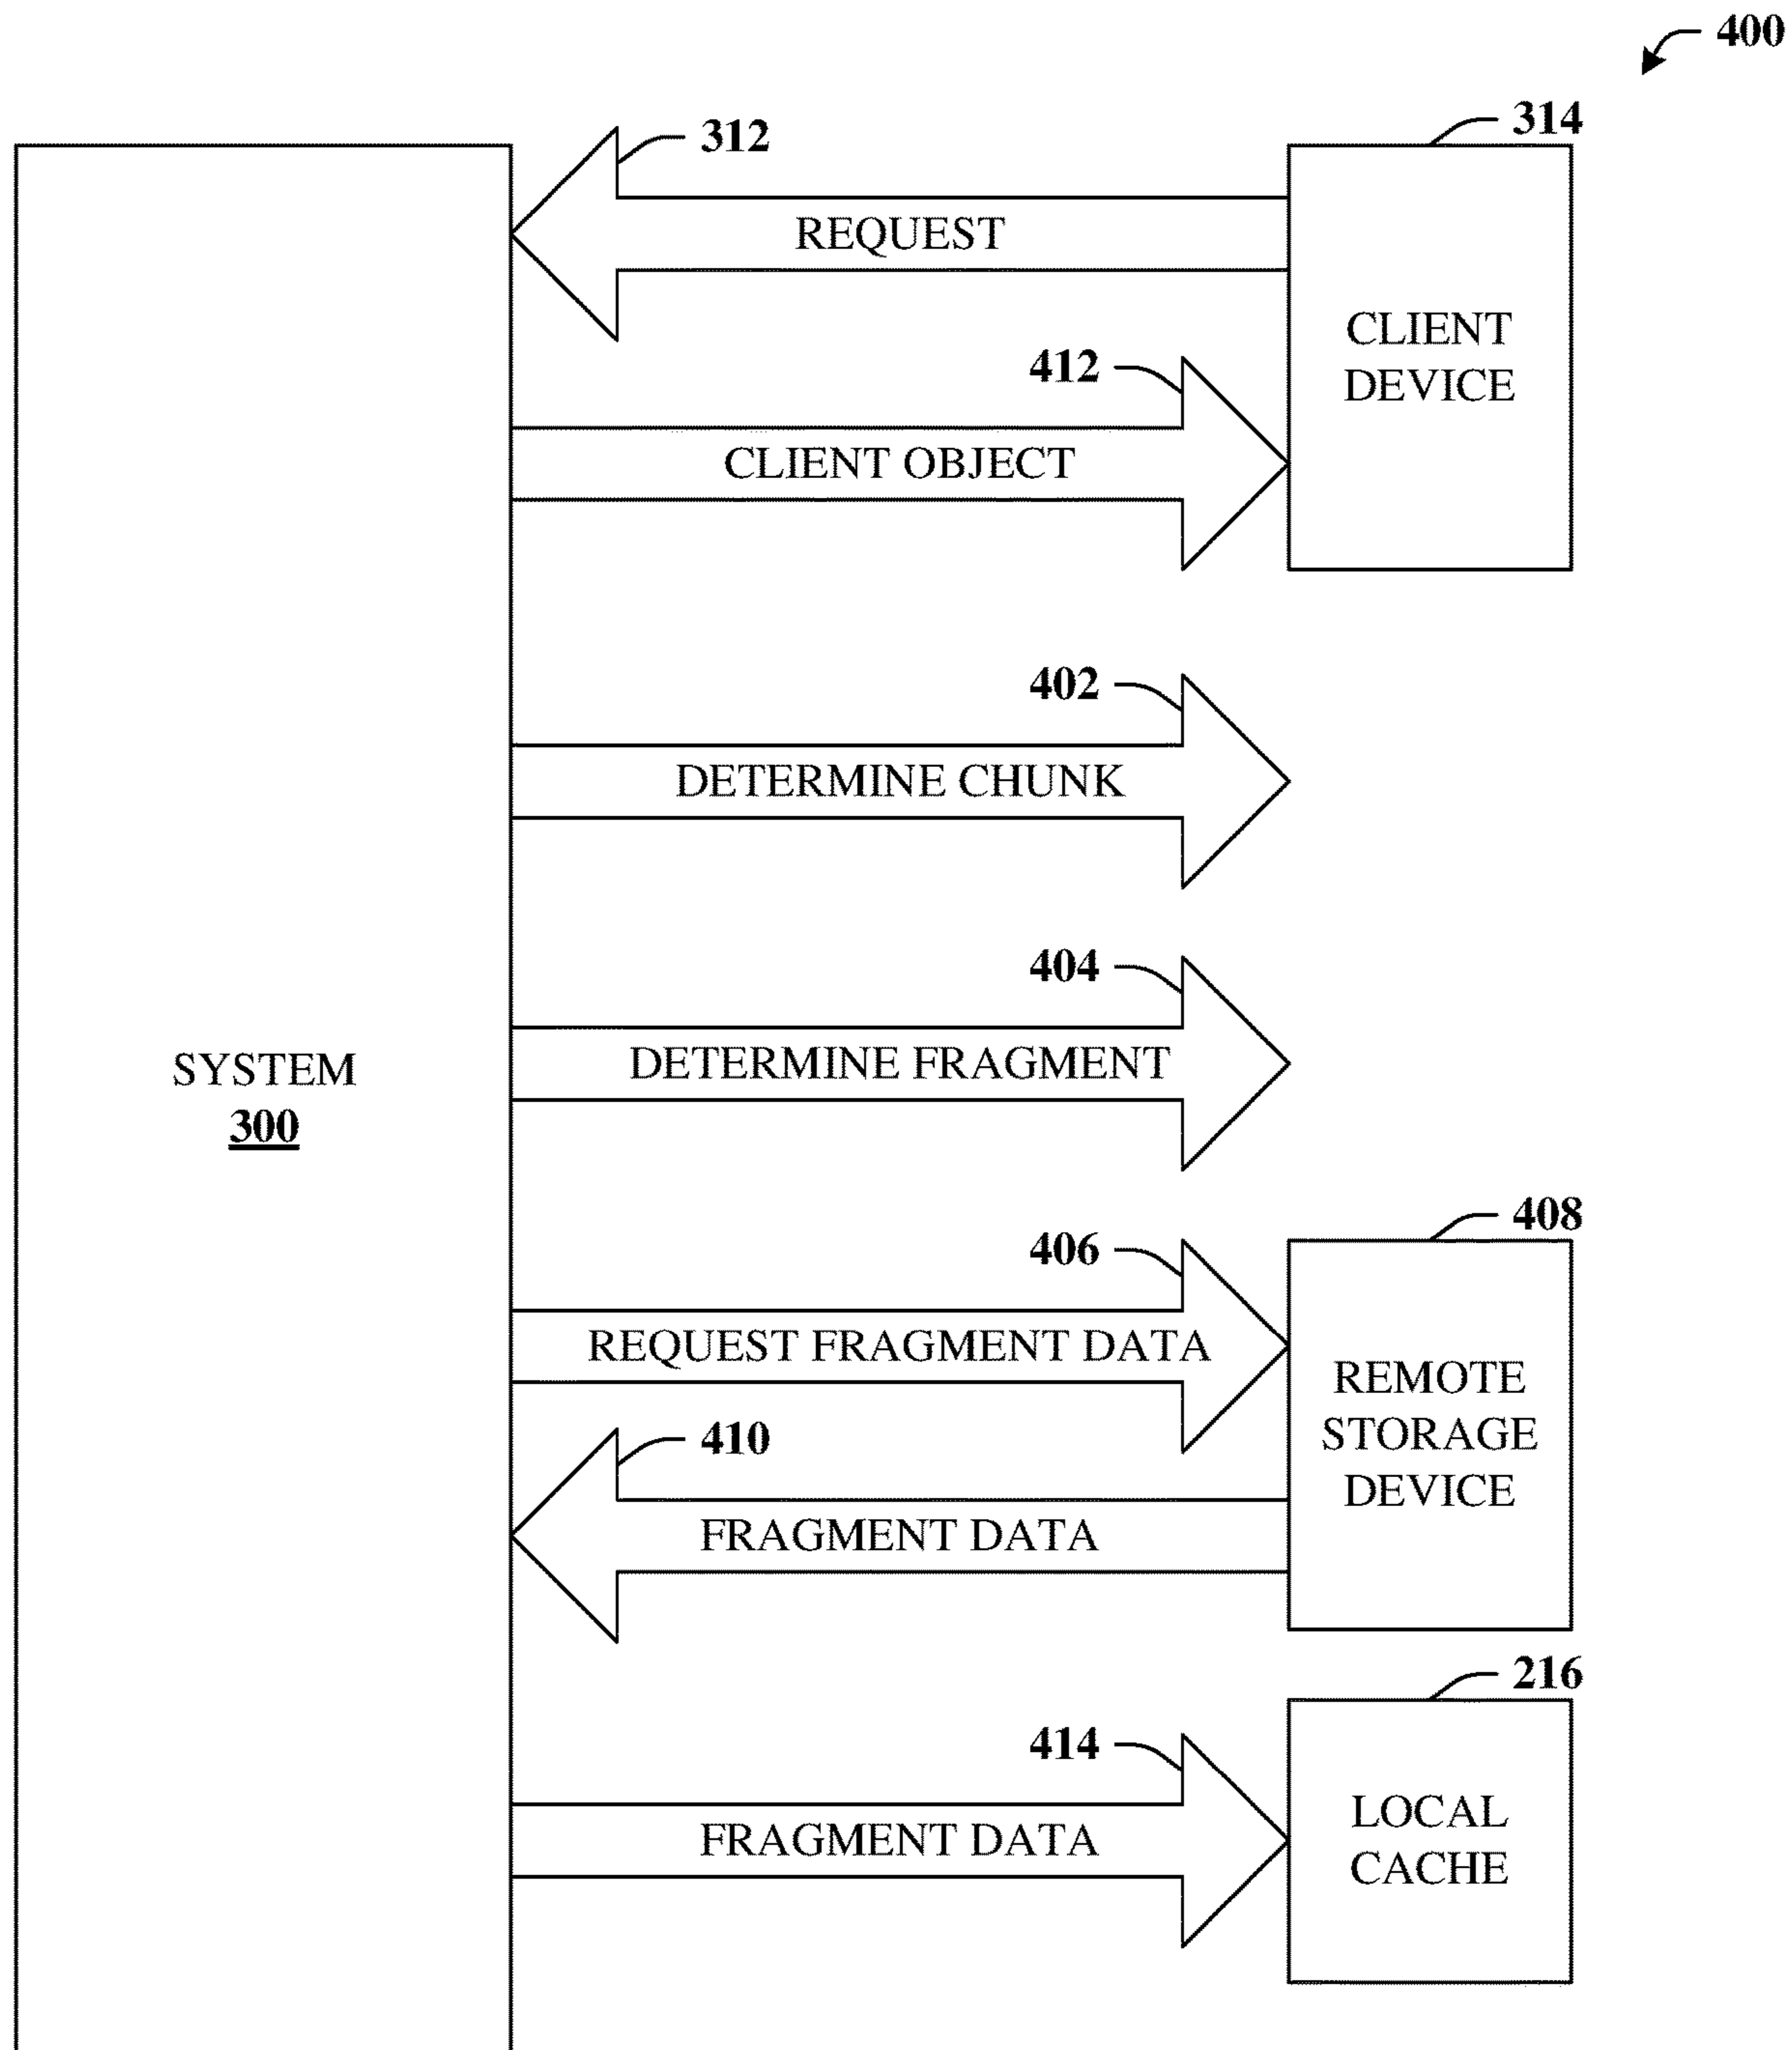 400
314
312
REQUEST
CLIENT
DEVICE
412
CLIENT OBJECT
402
DETERMINE CHUNK
404
DETERMINE FRAGMENT
SYSTEM
300
408
406
REQUEST FRAGMENT DATA
REMOTE
STORAGE
DEVICE
410
FRAGMENT DATA
216
414
LOCAL
CACHE
FRAGMENT DATA